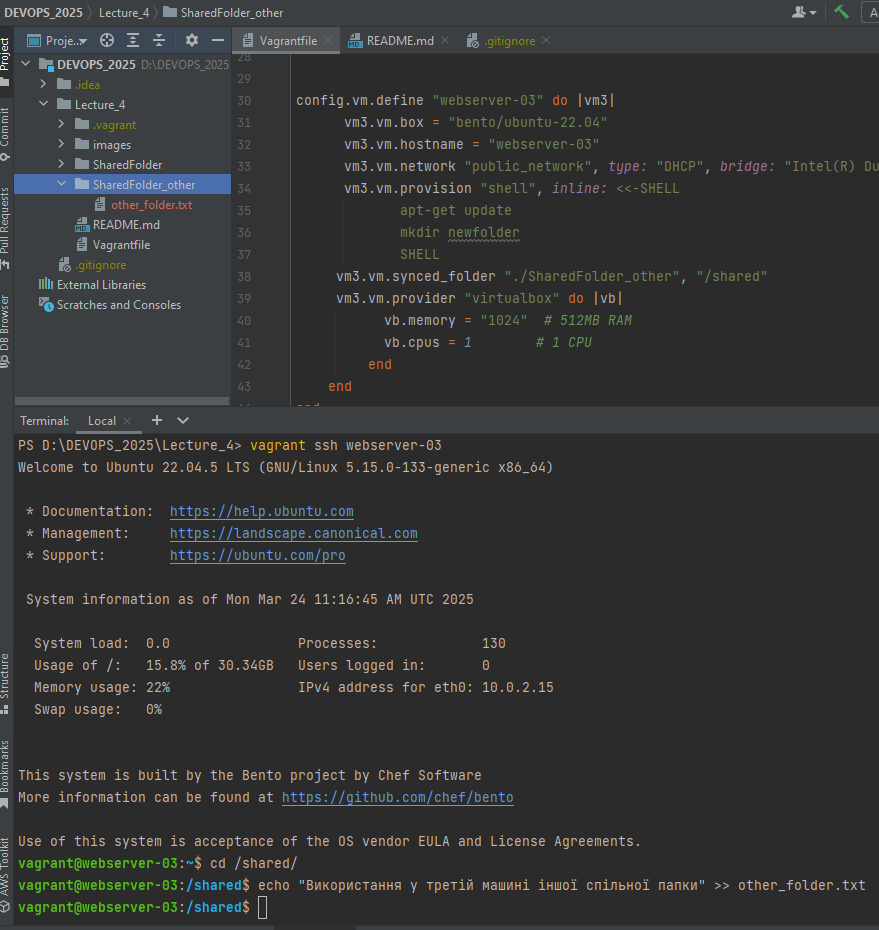 DEVOPS_2025 Lecture_4 SharedFolder_other
Proje...
Vagrantfile README.md .gitignore
Project
Commit
Pull Requests
DB Browser
Structure
Bookmarks
AWS Toolkit
DEVOPS_2025 D:\DEVOPS_2025
.idea
Lecture_4
.vagrant
images
SharedFolder
SharedFolder_other
other_folder.txt
README.md
Vagrantfile
.gitignore
External Libraries
Scratches and Consoles
28
29
30 config.vm.define "webserver-03" do |vm3|
31 vm3.vm.box = "bento/ubuntu-22.04"
32 vm3.vm.hostname = "webserver-03"
33 vm3.vm.network "public_network", type: "DHCP", bridge: "Intel(R) Du
34 vm3.vm.provision "shell", inline: <<-SHELL
35 apt-get update
36 mkdir newfolder
37 SHELL
38 vm3.vm.synced_folder "./SharedFolder_other", "/shared"
39 vm3.vm.provider "virtualbox" do |vb|
40 vb.memory = "1024" # 512MB RAM
41 vb.cpus = 1 # 1 CPU
42 end
43 end
Terminal: Local
PS D:\DEVOPS_2025\Lecture_4> vagrant ssh webserver-03
Welcome to Ubuntu 22.04.5 LTS (GNU/Linux 5.15.0-133-generic x86_64)
* Documentation: https://help.ubuntu.com
* Management: https://landscape.canonical.com
* Support: https://ubuntu.com/pro
System information as of Mon Mar 24 11:16:45 AM UTC 2025
System load: 0.0 Processes: 130
Usage of /: 15.8% of 30.34GB Users logged in: 0
Memory usage: 22% IPv4 address for eth0: 10.0.2.15
Swap usage: 0%
This system is built by the Bento project by Chef Software
More information can be found at https://github.com/chef/bento
Use of this system is acceptance of the OS vendor EULA and License Agreements.
vagrant@webserver-03:~$ cd /shared/
vagrant@webserver-03:/shared$ echo "Використання у третій машині іншої спільної папки" >> other_folder.txt
vagrant@webserver-03:/shared$